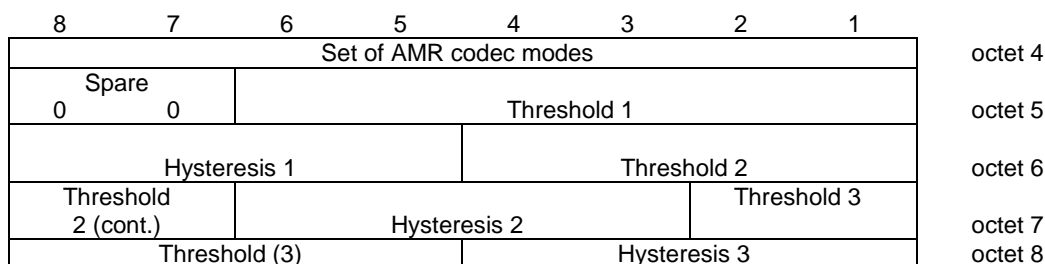 8 7 6 5 4 3 2 1
Set of AMR codec modes octet 4
Spare
0 0 Threshold 1 octet 5
Hysteresis 1 Threshold 2 octet 6
Threshold Threshold 3
2 (cont.) Hysteresis 2 octet 7
Threshold (3) Hysteresis 3 octet 8